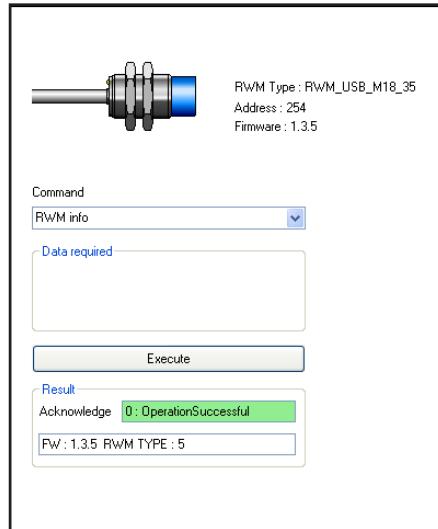 RWM Type : RWM_USB_M18_35
Address : 254
Firmware : 1.3.5
Command
RWM info
Data required
Execute
Result
Acknowledge 0 : OperationSuccessful
FW : 1.3.5 RWM TYPE : 5